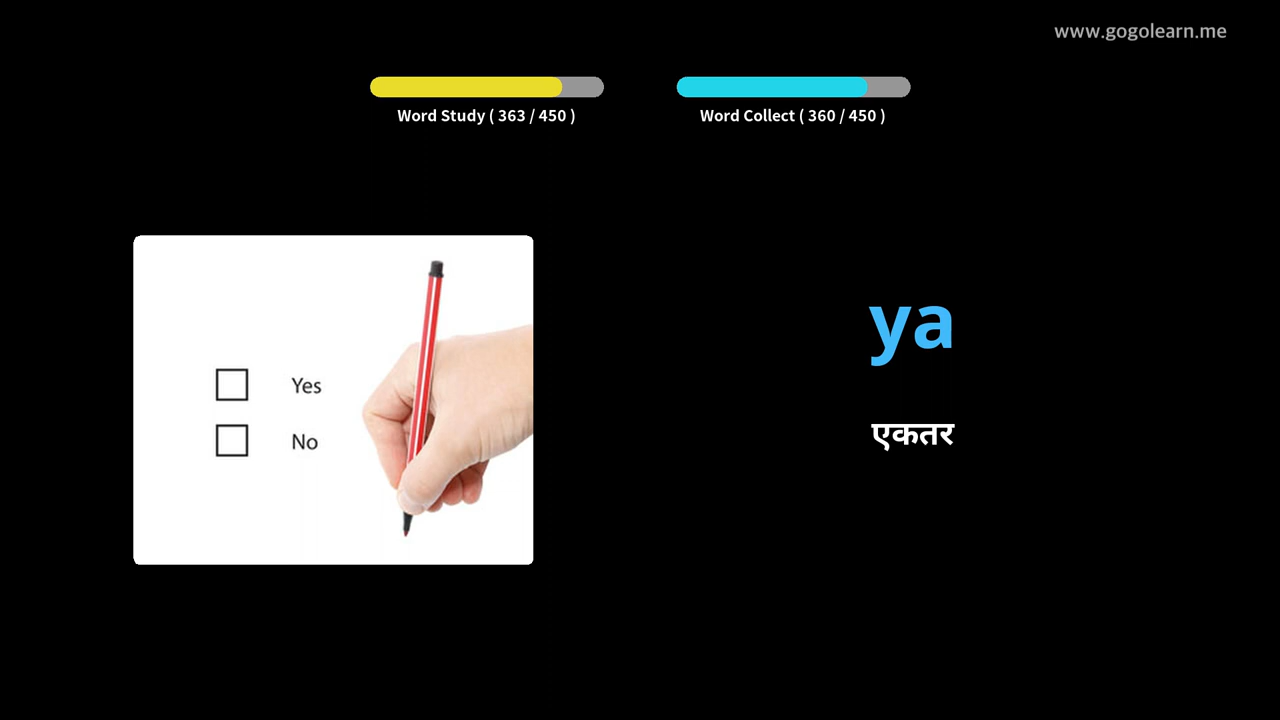 www.gogolearn.me
Word Study ( 363 / 450 )
Word Collect ( 360 / 450 )
Yes
No
ya
एकतर